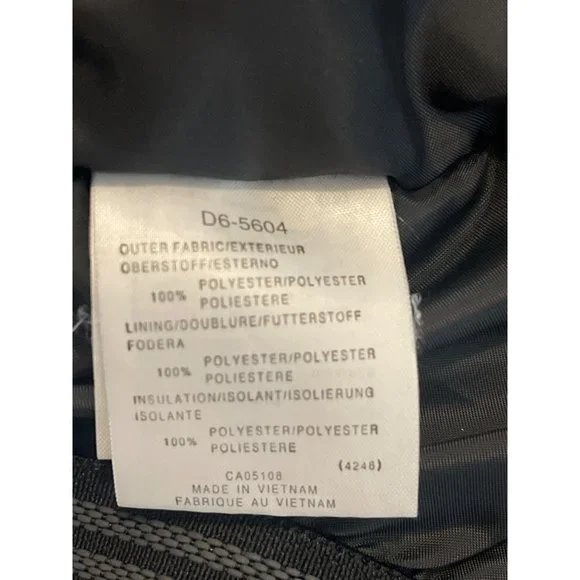 D6-5604
OUTER FABRIC/EXTERIEUR
OBERSTOFF/ESTERNO
100% POLYESTER/POLYESTER
POLIESTERE
LINING/DOUBLURE/FUTTERSTOFF
FODERA
100% POLYESTER/POLYESTER
POLIESTERE
INSULATION/ISOLANT/ISOLIERUNG
ISOLANTE
100% POLYESTER/POLYESTER
POLIESTERE
CA05108 (4246)
MADE IN VIETNAM
FABRIQUE AU VIETNAM